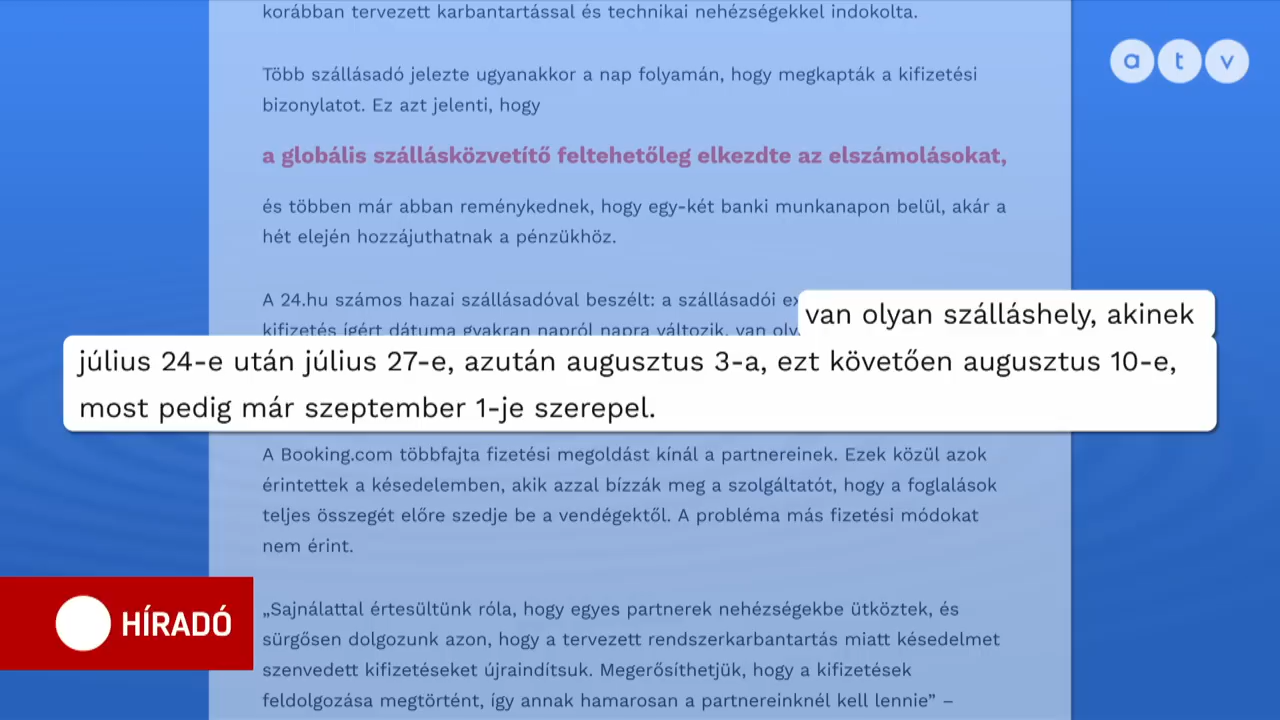 korábban tervezett karbantartással és technikai nehézségekkel indokolta.
a t v
Több szállásadó jelezte ugyanakkor a nap folyamán, hogy megkapták a kifizetési
bizonylatot. Ez azt jelenti, hogy
a globális szállásközvetítő feltehetőleg elkezdte az elszámolásokat,
és többen már abban reménykednek, hogy egy-két banki munkanapon belül, akár a
hét elején hozzájuthatnak a pénzükhöz.
A 24.hu számos hazai szállásadóval beszélt: a szállásadói
kifizetés ígért dátuma gyakran napról napra változik, van
van olyan szálláshely, akinek
július 24-e után július 27-e, azután augusztus 3-a, ezt követően augusztus 10-e,
most pedig már szeptember 1-je szerepel.
A Booking.com többfajta fizetési megoldást kínál a partnereinek. Ezek közül azok
érintettek a késedelemben, akik azzal bízzák meg a szolgáltatót, hogy a foglalások
teljes összegét előre szedje be a vendégektől. A probléma más fizetési módokat
nem érint.
„Sajnálattal értesültünk róla, hogy egyes partnerek nehézségekbe ütköztek, és
sürgősen dolgozunk azon, hogy a tervezett rendszerkarbantartás miatt késedelmet
szenvedett kifizetéseket újraindítsuk. Megerősíthetjük, hogy a kifizetések
feldolgozása megtörtént, így annak hamarosan a partnereinknél kell lennie” –
HÍRADÓ